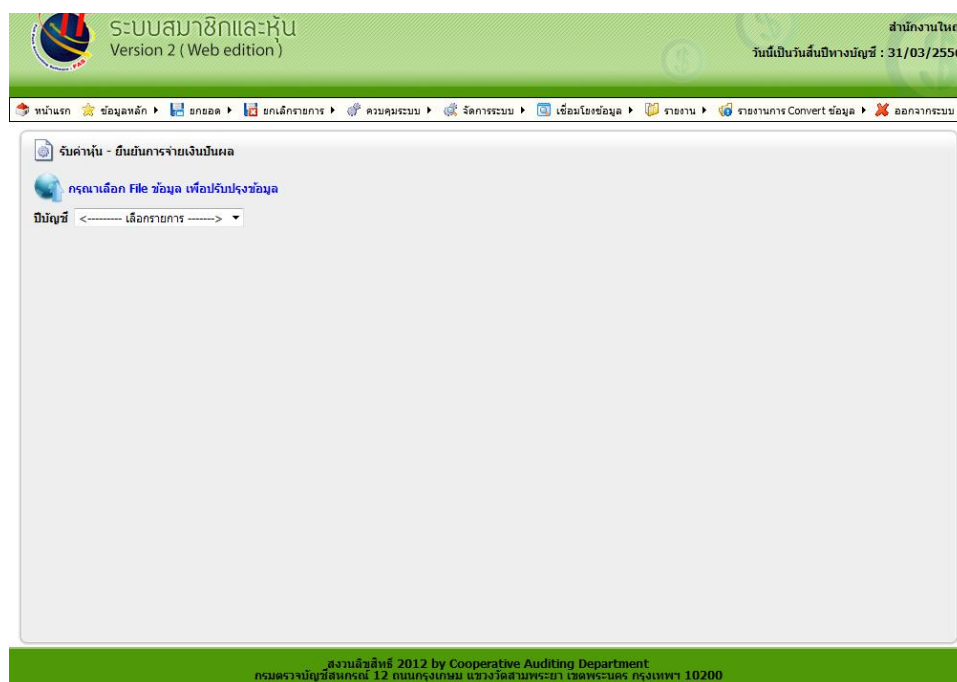 ระบบสมาชิกและหุ้น
Version 2 ( Web edition )
สำนักงานใหญ
วันนี้เป็นวันสิ้นปีทางบัญชี : 31/03/2556
หน้าแรก ข้อมูลหลัก ยกยอด ยกเลิกรายการ ควบคุมระบบ จัดการระบบ เชื่อมโยงข้อมูล รายงาน รายงานการ Convert ข้อมูล ออกจากระบบ
รับค่าหุ้น - ยืนยันการจ่ายเงินปันผล
กรุณาเลือก File ข้อมูล เพื่อปรับปรุงข้อมูล
ปีบัญชี <--------- เลือกรายการ ------->
สงวนลิขสิทธิ์ 2012 by Cooperative Auditing Department
กรมตรวจบัญชีสหกรณ์ 12 ถนนกรุงเกษม แขวงวัดสามพระยา เขตพระนคร กรุงเทพฯ 10200